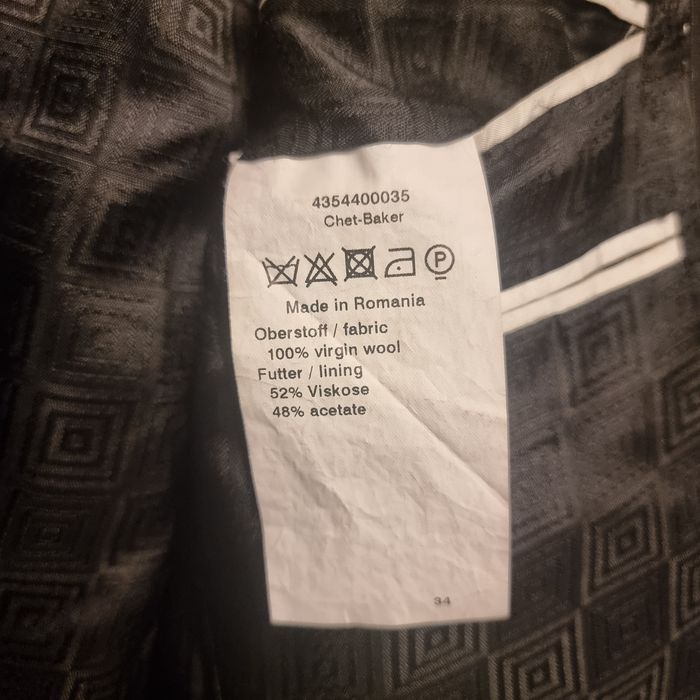 4354400035
Chet-Baker
P
Made in Romania
Oberstoff / fabric
100% virgin wool
Futter / lining
52% Viskose
48% acetate
34